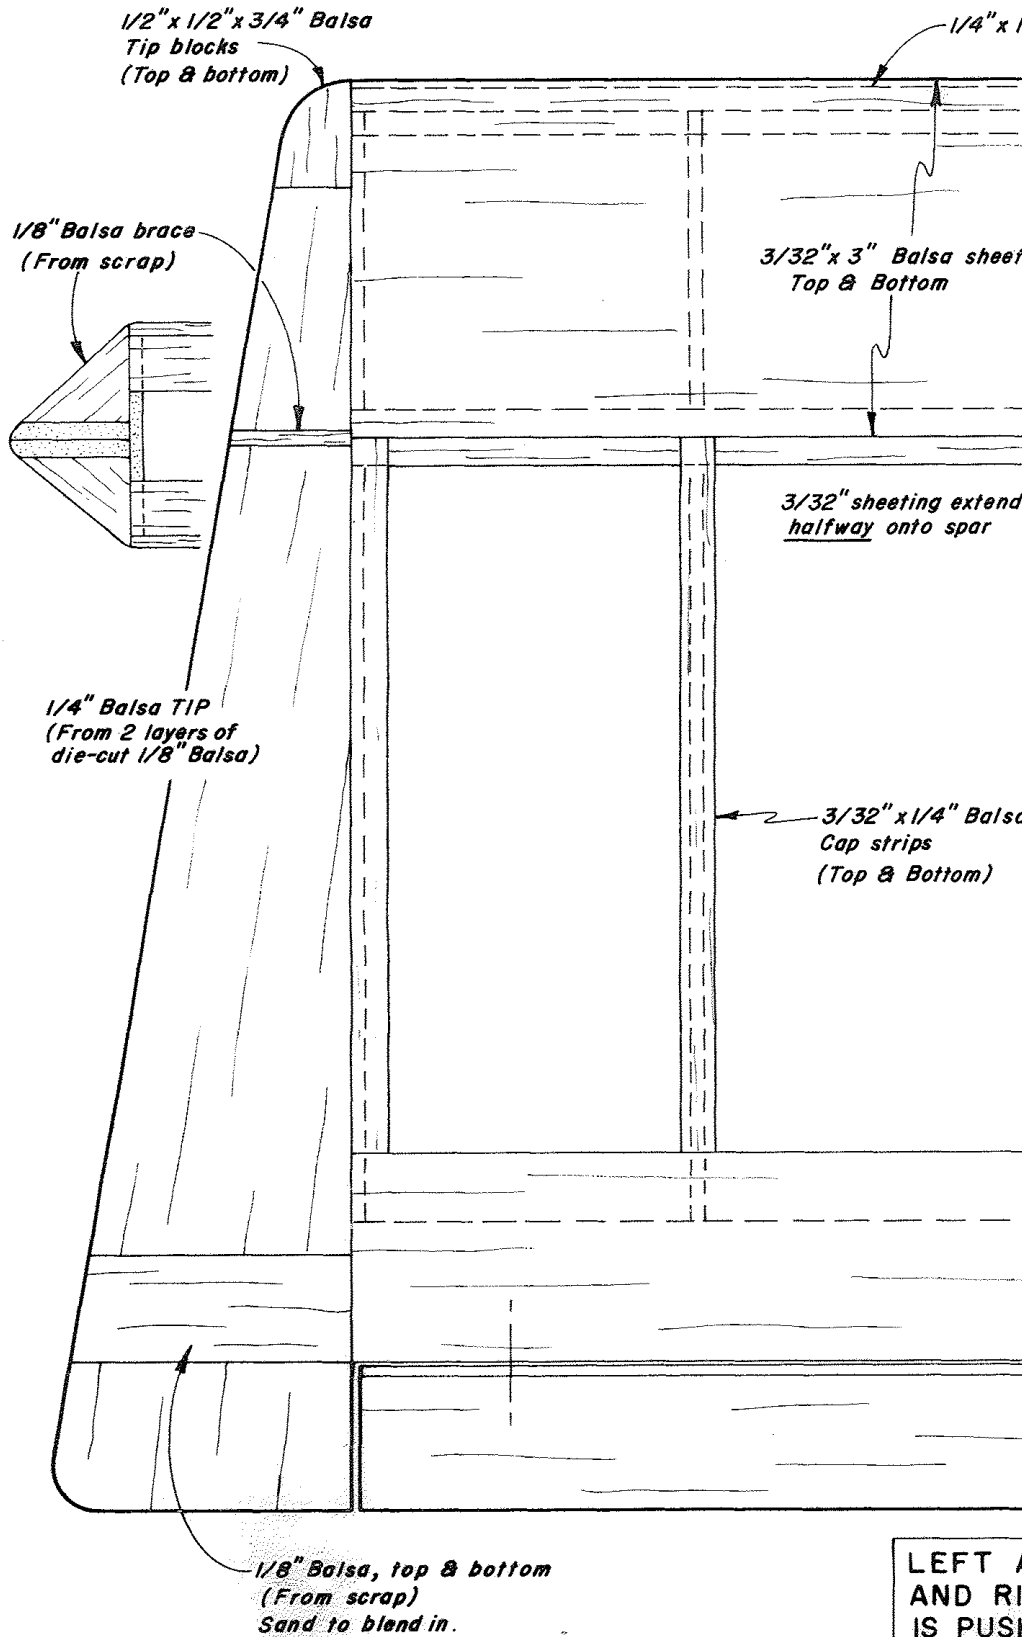 1/2" x 1/2" x 3/4" Balsa
Tip blocks
(Top & bottom)
1/4" x 1
1/8" Balsa brace
(From scrap)
3/32" x 3" Balsa sheet
Top & Bottom
3/32" sheeting extend
halfway onto spar
1/4" Balsa TIP
(From 2 layers of
die-cut 1/8" Balsa)
3/32" x 1/4" Balsa
Cap strips
(Top & Bottom)
1/8" Balsa, top & bottom
(From scrap)
Sand to blend in.
LEFT A
AND RI
IS PUSH